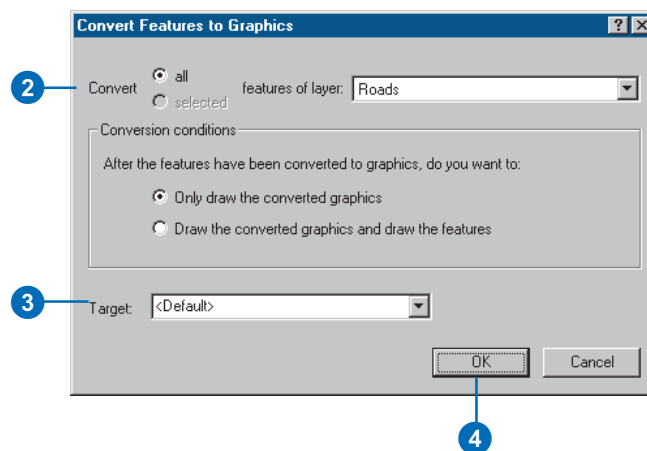 Convert Features to Graphics
2
Convert all features of layer: Roads
selected
Conversion conditions
After the features have been converted to graphics, do you want to:
Only draw the converted graphics
Draw the converted graphics and draw the features
3
Target: <Default>
OK Cancel
4